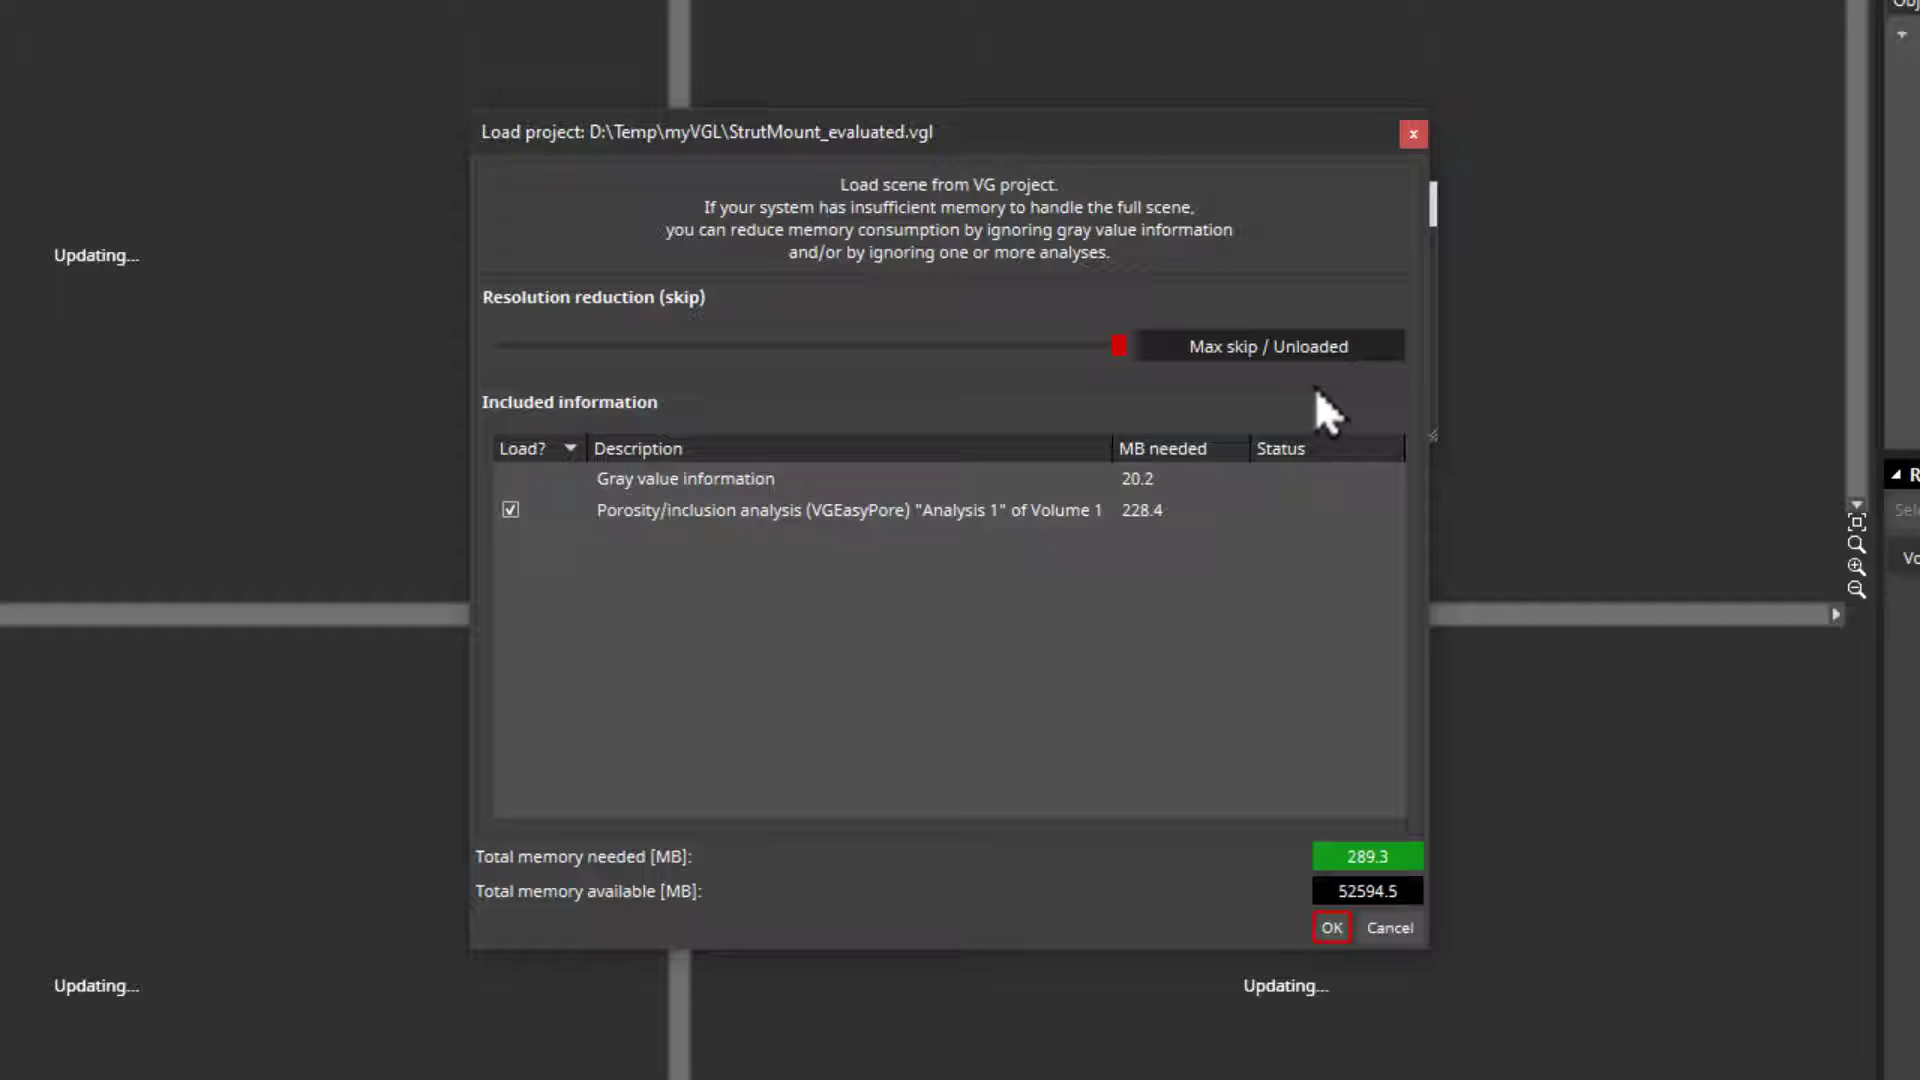 Load project: D:\Temp\myVGL\StrutMount_evaluated.vgl
x
Load scene from VG project.
If your system has insufficient memory to handle the full scene,
you can reduce memory consumption by ignoring gray value information
and/or by ignoring one or more analyses.
Updating...
Resolution reduction (skip)
Max skip / Unloaded
Included information
Load? Description MB needed Status
Gray value information 20.2
Porosity/inclusion analysis (VGEasyPore) "Analysis 1" of Volume 1 228.4
Total memory needed [MB]: 289.3
Total memory available [MB]: 52594.5
OK Cancel
Updating...
Updating...